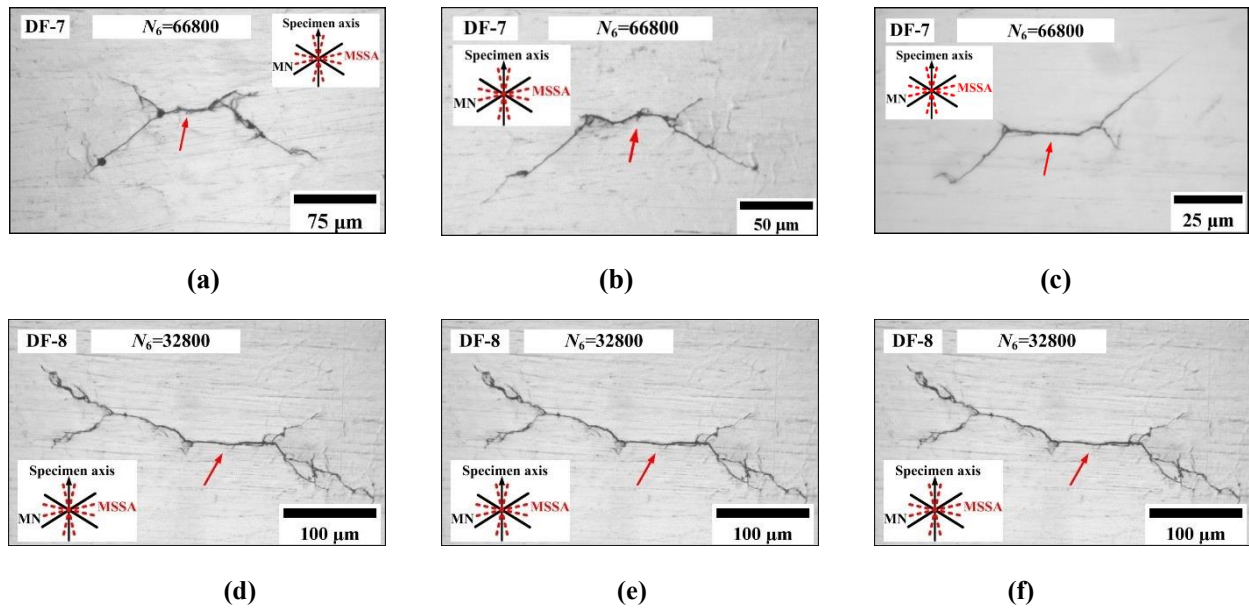 DF-7 N₆=66800
Specimen axis
MN MSSA
75 μm
(a)
DF-7 N₆=66800
Specimen axis
MN MSSA
50 μm
(b)
DF-7 N₆=66800
Specimen axis
MN MSSA
25 μm
(c)
DF-8 N₆=32800
Specimen axis
MN MSSA
100 μm
(d)
DF-8 N₆=32800
Specimen axis
MN MSSA
100 μm
(e)
DF-8 N₆=32800
Specimen axis
MN MSSA
100 μm
(f)